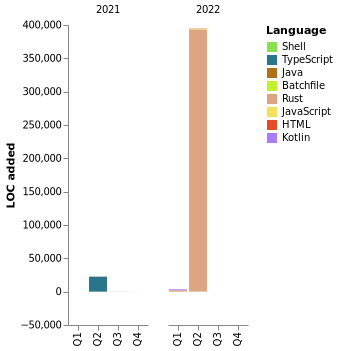 2021
2022
LOC added
400,000
350,000
300,000
250,000
200,000
150,000
100,000
50,000
0
−50,000
Q1
Q2
Q3
Q4
Q1
Q2
Q3
Q4
Language
Shell
TypeScript
Java
Batchfile
Rust
JavaScript
HTML
Kotlin